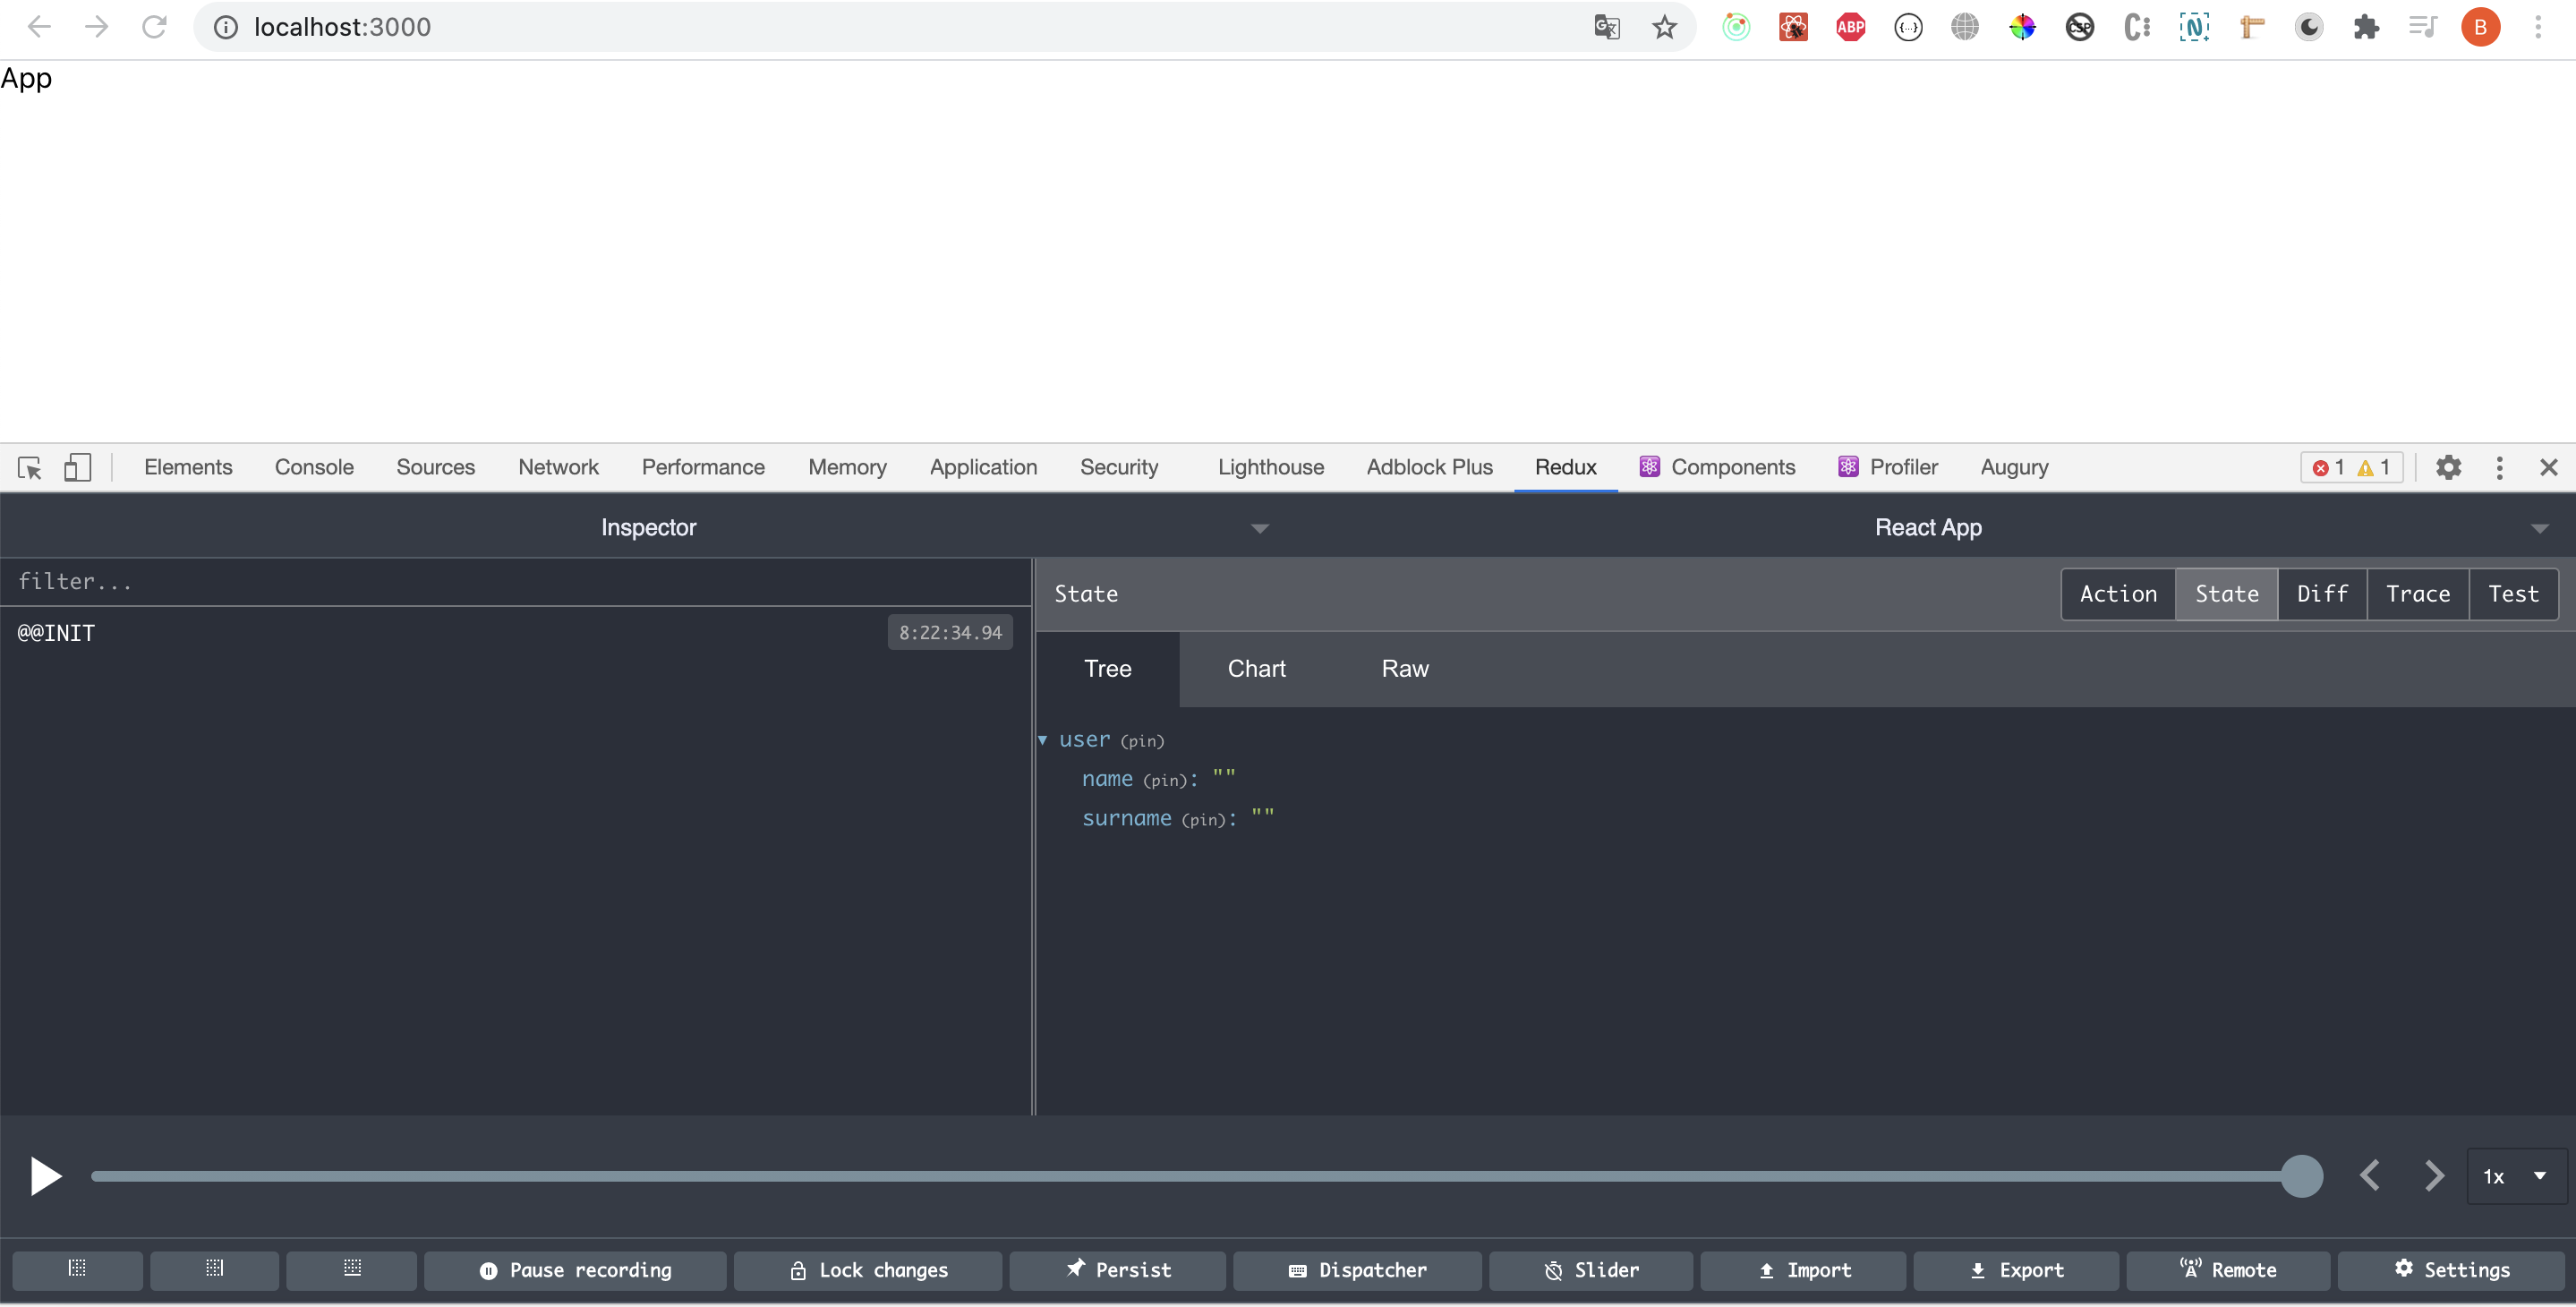 localhost:3000
ABP
{...}
CSP
N
B
App
Elements Console Sources Network Performance Memory Application Security Lighthouse Adblock Plus Redux Components Profiler Augury 1 1
Inspector React App
filter...
State Action State Diff Trace Test
@@INIT 8:22:34.94
Tree Chart Raw
user (pin)
name (pin): ""
surname (pin): ""
1x
Pause recording Lock changes Persist Dispatcher Slider Import Export Remote Settings